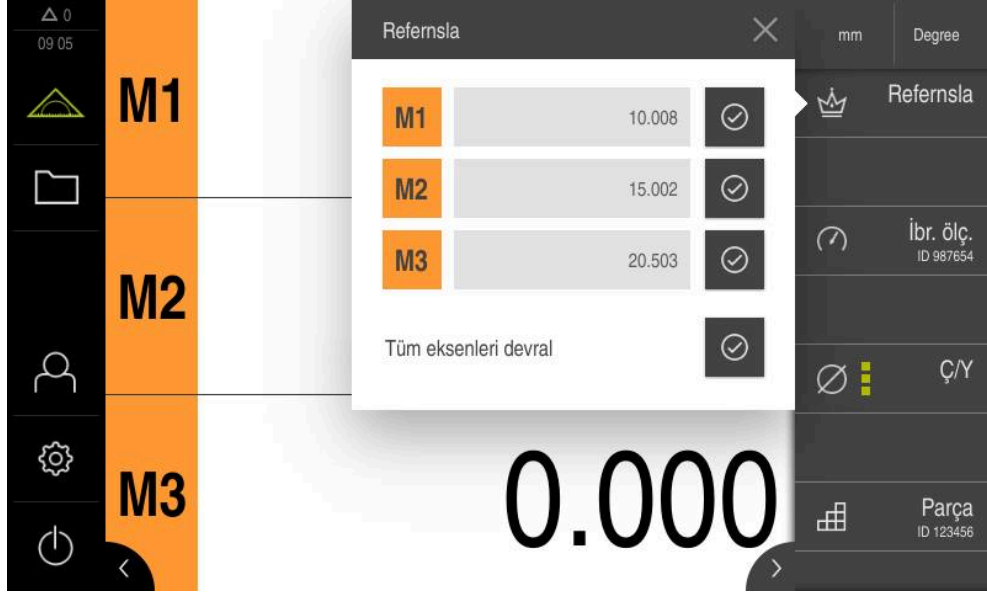 0
09 05
M1
M2
M3
Refernsla
M1 10.008
M2 15.002
M3 20.503
Tüm eksenleri devral
0.000
mm Degree
Refernsla
İbr. ölç.
ID 987654
Ç/Y
Parça
ID 123456